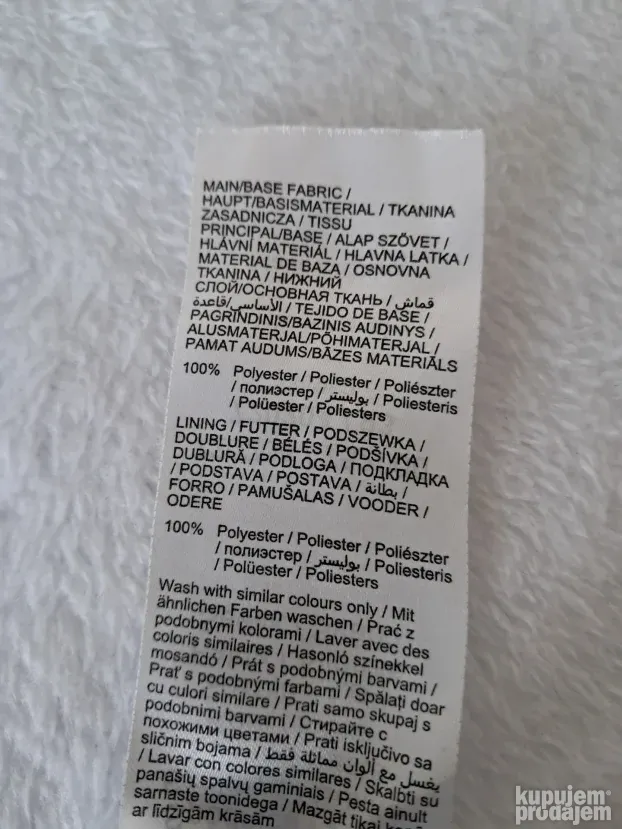 MAIN/BASE FABRIC /
HAUPT/BASISMATERIAL / TKANINA
ZASADNICZA / TISSU
PRINCIPAL/BASE / ALAP SZŐVET /
HLÁVNÍ MATERIÁL / HLAVNA LATKA /
MATERIAL DE BAZA / OSNOVNA
TKANINA / НИЖНИЙ
СЛОЙ/ОСНОВНАЯ ТКАНЬ / قماش
الأساسي/قاعدة / TEJIDO DE BASE /
PAGRINDINIS/BAZINIS AUDINYS /
ALUSMATERJAL/PÕHIMATERJAL /
PAMAT AUDUMS/BĀZES MATERIĀLS
100% Polyester / Poliester / Poliészter
/ полиэстер / بوليستر / Poliesteris
/ Polüester / Poliesters
LINING / FUTTER / PODSZEWKA /
DOUBLURE / BÉLÉS / PODŠÍVKA /
DUBLURĂ / PODLOGA / ПОДКЛАДКА
/ PODSTAVA / POSTAVA / بطانة /
FORRO / PAMUŠALAS / VOODER /
ODERE
100% Polyester / Poliester / Poliészter
/ полиэстер / بوليستر / Poliesteris
/ Polüester / Poliesters
Wash with similar colours only / Mit
ähnlichen Farben waschen / Prać z
podobnymi kolorami / Laver avec des
coloris similaires / Hasonló színekkel
mosandó / Prát s podobnými barvami /
Prať s podobnými farbami / Spălați doar
cu culori similare / Prati samo skupaj s
podobnimi barvami / Стирайте с
похожими цветами / Prati isključivo sa
sličnim bojama / يغسل مع ألوان مماثلة فقط
/ Lavar con colores similares / Skalbti su
panašių spalvų gaminiais / Pesta ainult
sarnaste toonidega / Mazgāt tikai
ar līdzīgām krāsām
kupujem
prodajem